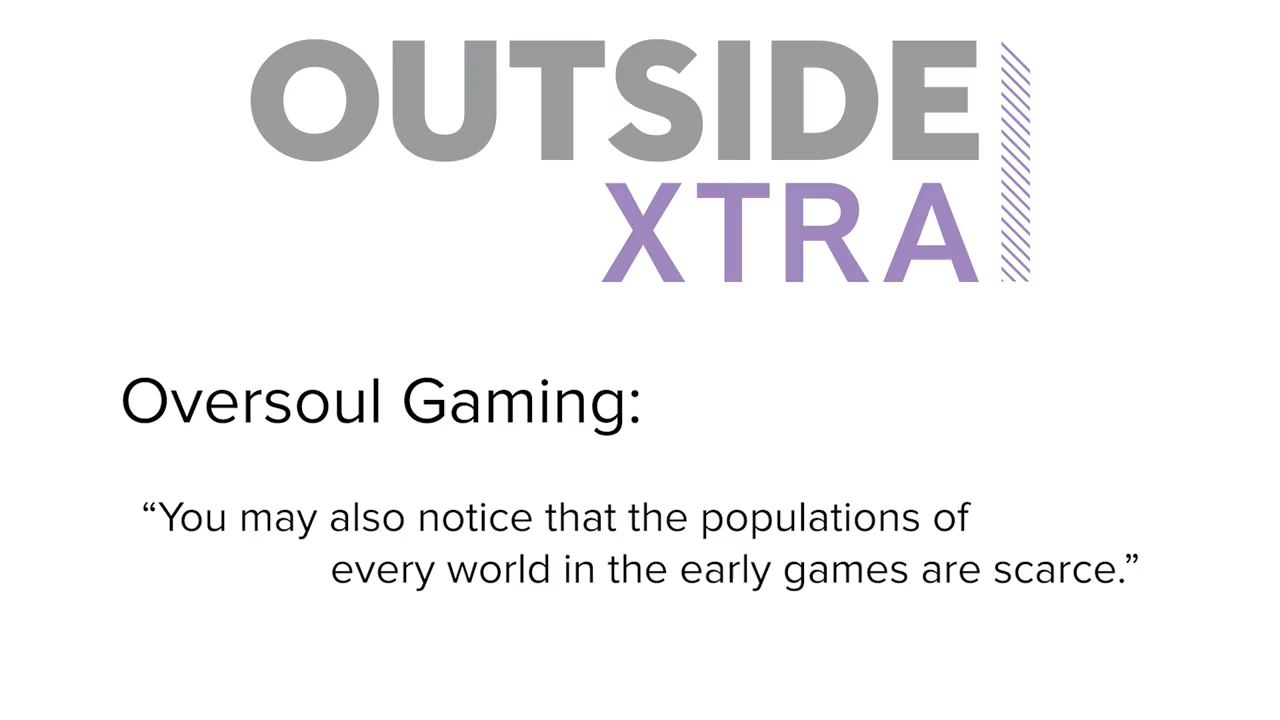 OUTSIDE
XTRA
Oversoul Gaming:
“You may also notice that the populations of
every world in the early games are scarce.”